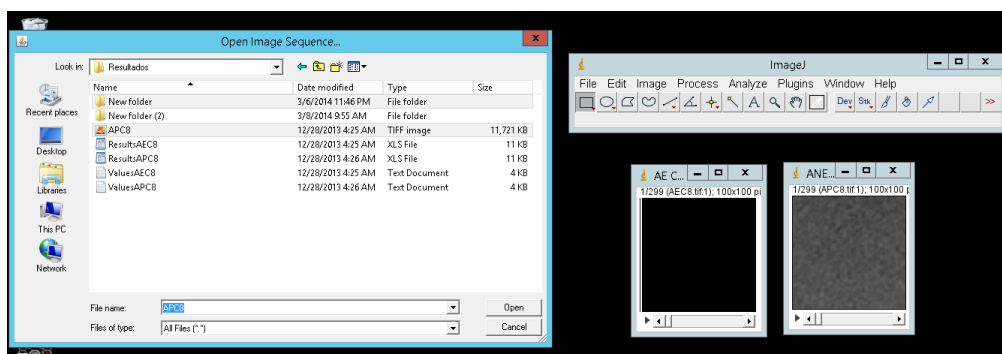 Open Image Sequence...
x
Look in:
Resultados
Recent places
Desktop
Libraries
This PC
Network
Name Date modified Type Size
New folder 3/6/2014 11:46 PM File folder
New folder (2) 3/8/2014 9:55 AM File folder
APC8 12/28/2013 4:25 AM TIFF image 11,721 KB
ResultsAEC8 12/28/2013 4:25 AM XLS File 11 KB
ResultsAPC8 12/28/2013 4:26 AM XLS File 11 KB
ValuesAEC8 12/28/2013 4:25 AM Text Document 4 KB
ValuesAPC8 12/28/2013 4:26 AM Text Document 4 KB
File name: APC8 Open
Files of type: All Files (*.*) Cancel
ImageJ
x
File Edit Image Process Analyze Plugins Window Help
A Dev Stk >>
AE C... x
1/299 (AEC8.tif:1); 100x100 pi
ANE... x
1/299 (APC8.tif:1); 100x100 p